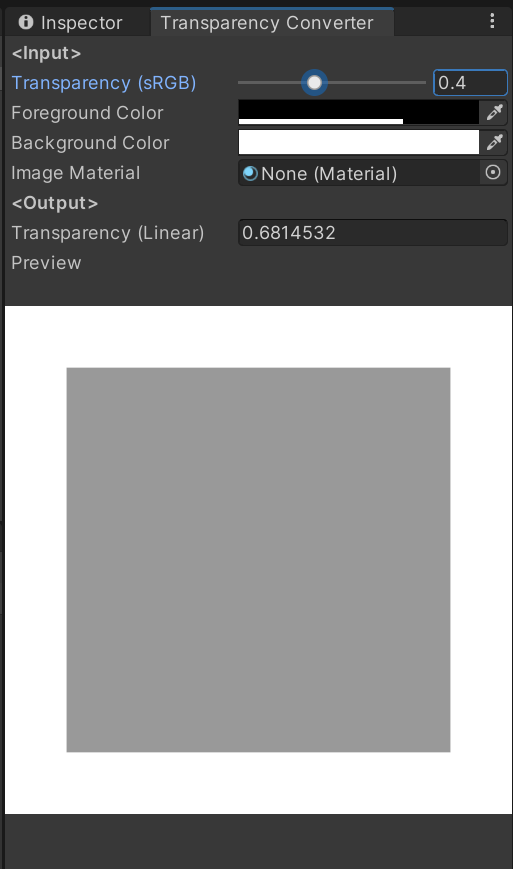 Inspector
Transparency Converter
<Input>
Transparency (sRGB) 0.4
Foreground Color
Background Color
Image Material None (Material)
<Output>
Transparency (Linear) 0.6814532
Preview